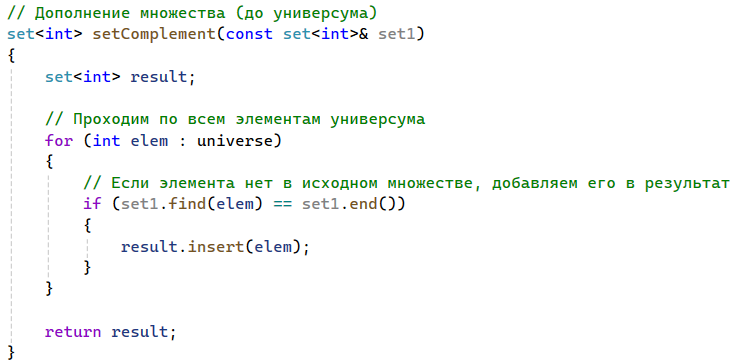 // Дополнение множества (до универсума)
set<int> setComplement(const set<int>& set1)
{
    set<int> result;

    // Проходим по всем элементам универсума
    for (int elem : universe)
    {
        // Если элемента нет в исходном множестве, добавляем его в результат
        if (set1.find(elem) == set1.end())
        {
            result.insert(elem);
        }
    }

    return result;
}